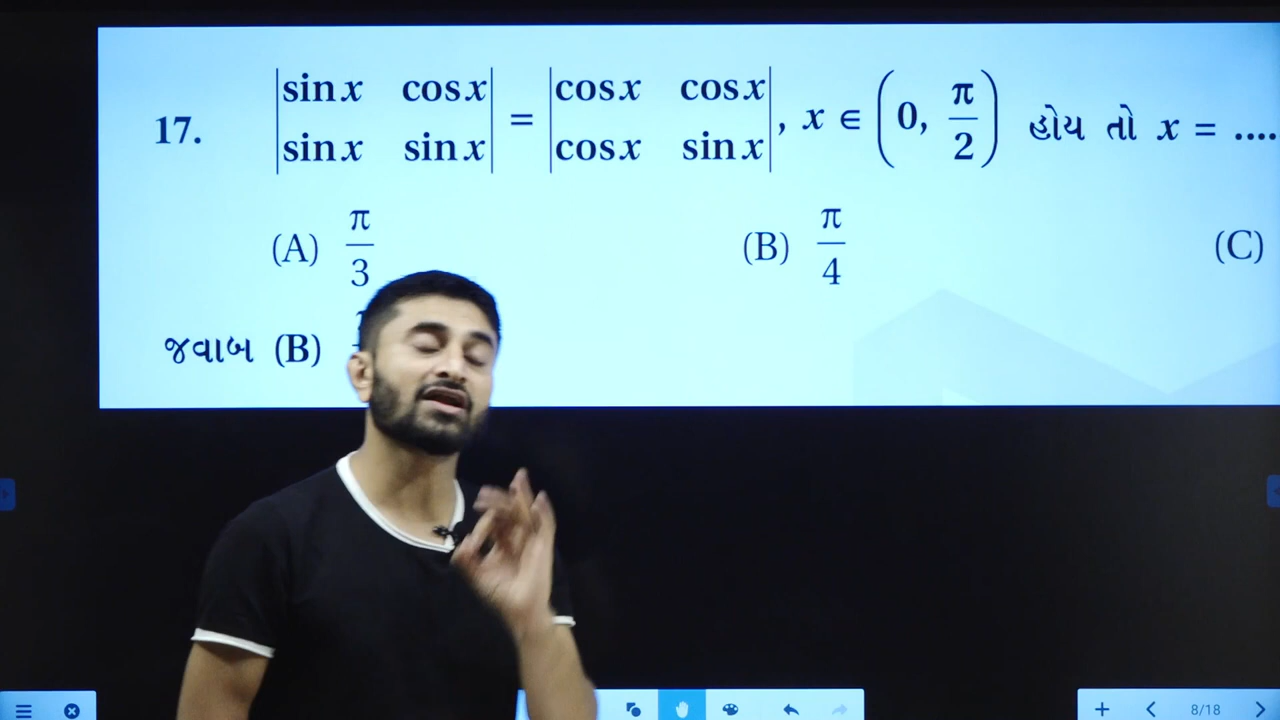 17. |sin x cos x| = |cos x cos x|, x ∈ (0, π/2) હોય તો x = ....
|sin x sin x| |cos x sin x|
(A) π/3 (B) π/4 (C)
જવાબ (B)
8/18